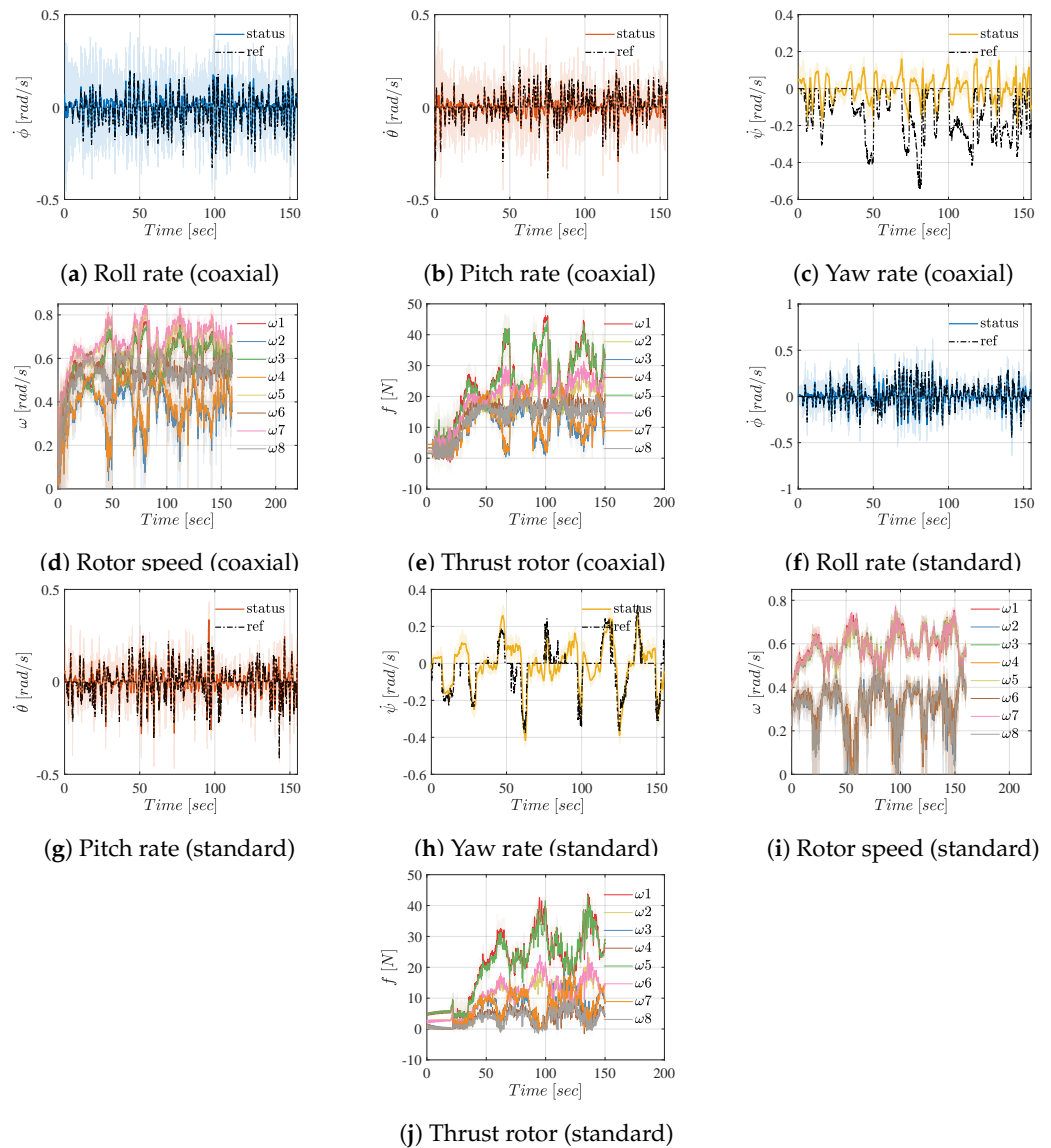 0.5
0
-0.5
0 50 100 150
ϕ̇ [rad/s]
Time [sec]
status
ref
(a) Roll rate (coaxial)
0.5
0
-0.5
0 50 100 150
θ̇ [rad/s]
Time [sec]
status
ref
(b) Pitch rate (coaxial)
0.4
0.2
0
-0.2
-0.4
-0.6
0 50 100 150
ψ̇ [rad/s]
Time [sec]
status
ref
(c) Yaw rate (coaxial)
0.8
0.6
0.4
0.2
0
0 50 100 150 200
ω [rad/s]
Time [sec]
ω1
ω2
ω3
ω4
ω5
ω6
ω7
ω8
(d) Rotor speed (coaxial)
50
40
30
20
10
0
-10
0 50 100 150 200
f [N]
Time [sec]
ω1
ω2
ω3
ω4
ω5
ω6
ω7
ω8
(e) Thrust rotor (coaxial)
1
0.5
0
-0.5
-1
0 50 100 150
ϕ̇ [rad/s]
Time [sec]
status
ref
(f) Roll rate (standard)
0.5
0
-0.5
0 50 100 150
θ̇ [rad/s]
Time [sec]
status
ref
(g) Pitch rate (standard)
0.4
0.2
0
-0.2
-0.4
-0.6
0 50 100 150
ψ̇ [rad/s]
Time [sec]
status
ref
(h) Yaw rate (standard)
0.8
0.6
0.4
0.2
0
0 50 100 150 200
ω [rad/s]
Time [sec]
ω1
ω2
ω3
ω4
ω5
ω6
ω7
ω8
(i) Rotor speed (standard)
50
40
30
20
10
0
-10
0 50 100 150 200
f [N]
Time [sec]
ω1
ω2
ω3
ω4
ω5
ω6
ω7
ω8
(j) Thrust rotor (standard)